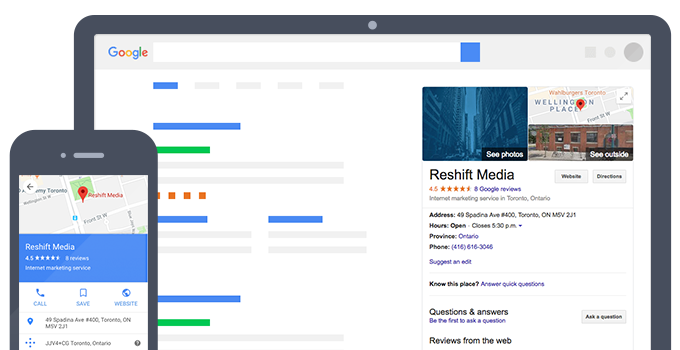 Google
Wahlburgers Toronto
WELLINGTON
PLACE
Front St W
See photos
See outside
Reshift Media
Website
Directions
4.5 8 Google reviews
Internet marketing service in Toronto, Ontario
Address: 49 Spadina Ave #400, Toronto, ON M5V 2J1
Hours: Open · Closes 5:30 p.m.
Province: Ontario
Phone: (416) 616-3046
Suggest an edit
Know this place? Answer quick questions
Questions & answers
Be the first to ask a question
Ask a question
Reviews from the web
my Toronto
Wellington St W
Reshift Media
Front St W
Reshift Media
4.5 8 reviews
Internet marketing service
CALL
SAVE
WEBSITE
49 Spadina Ave #400, Toronto, ON
M5V 2J1
JJV4+CG Toronto, Ontario